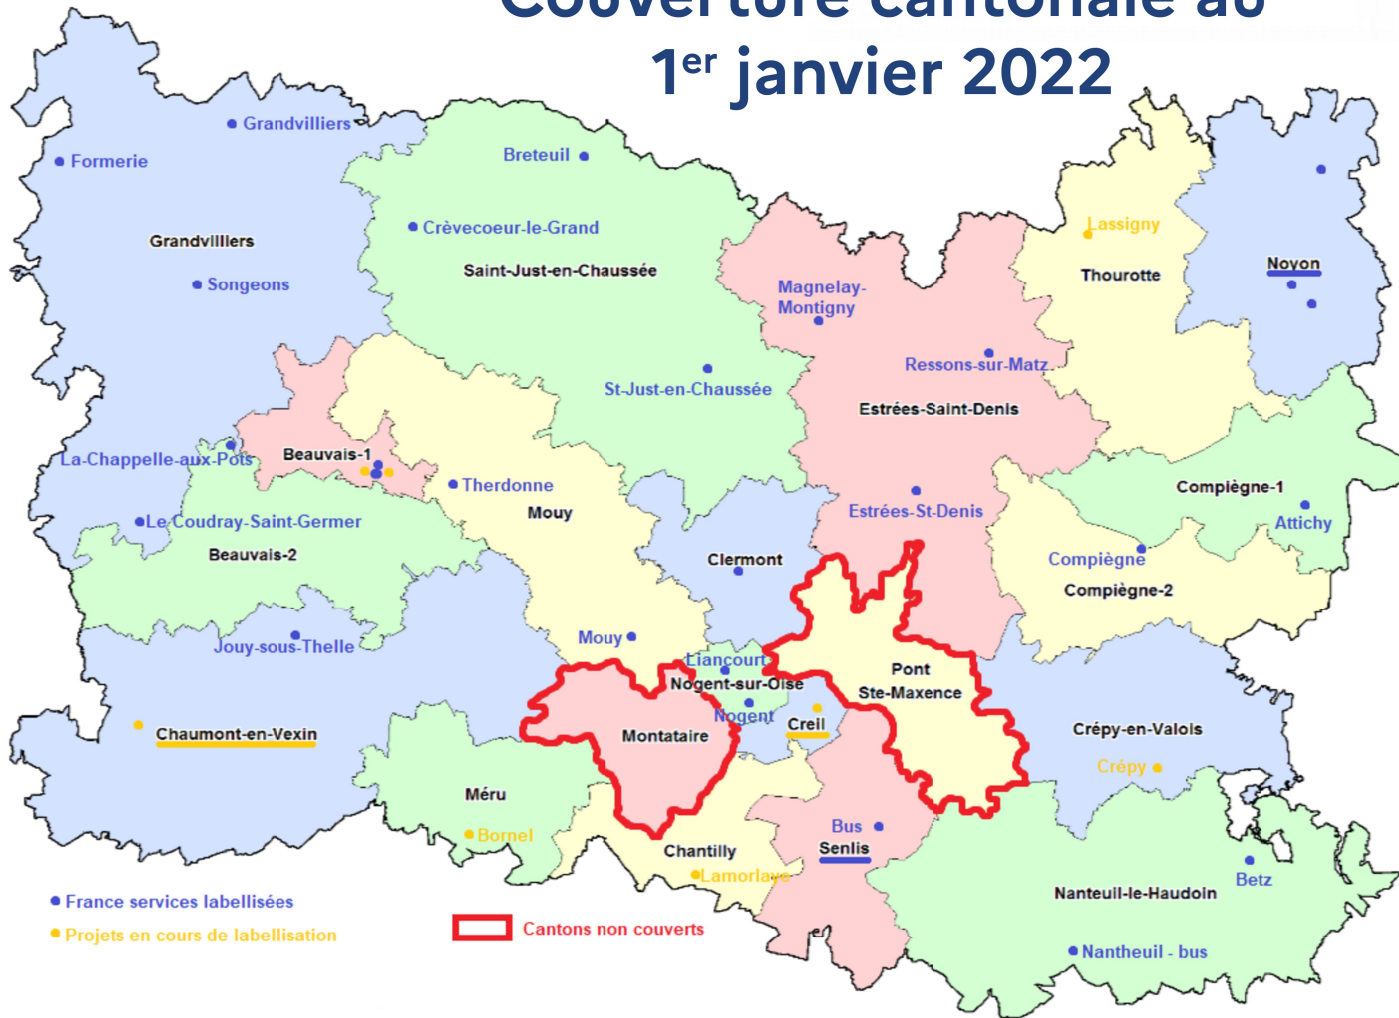 Couverture cantonale au
1er janvier 2022
Grandvilliers
Formerie
Breteuil
Crèvecoeur-le-Grand
Lassigny
Grandvilliers
Saint-Just-en-Chaussée
Thourotte
Noyon
Songeons
Magnelay-
Montigny
Ressons-sur-Matz
St-Just-en-Chaussée
Estrées-Saint-Denis
Beauvais-1
La-Chappelle-aux-Pots
Therdonne
Mouy
Compiègne-1
Estrées-St-Denis
Attichy
Le Coudray-Saint-Germer
Beauvais-2
Clermont
Compiègne
Compiègne-2
Jouy-sous-Thelle
Mouy
Liancourt
Nogent-sur-Oise
Pont
Ste-Maxence
Nogent
Creil
Chaumont-en-Vexin
Montataire
Crépy-en-Valois
Crépy
Méru
Bornel
Bus
Senlis
Chantilly
Lamorlaye
Betz
Nanteuil-le-Haudoin
Nantheuil - bus
France services labellisées
Projets en cours de labellisation
Cantons non couverts